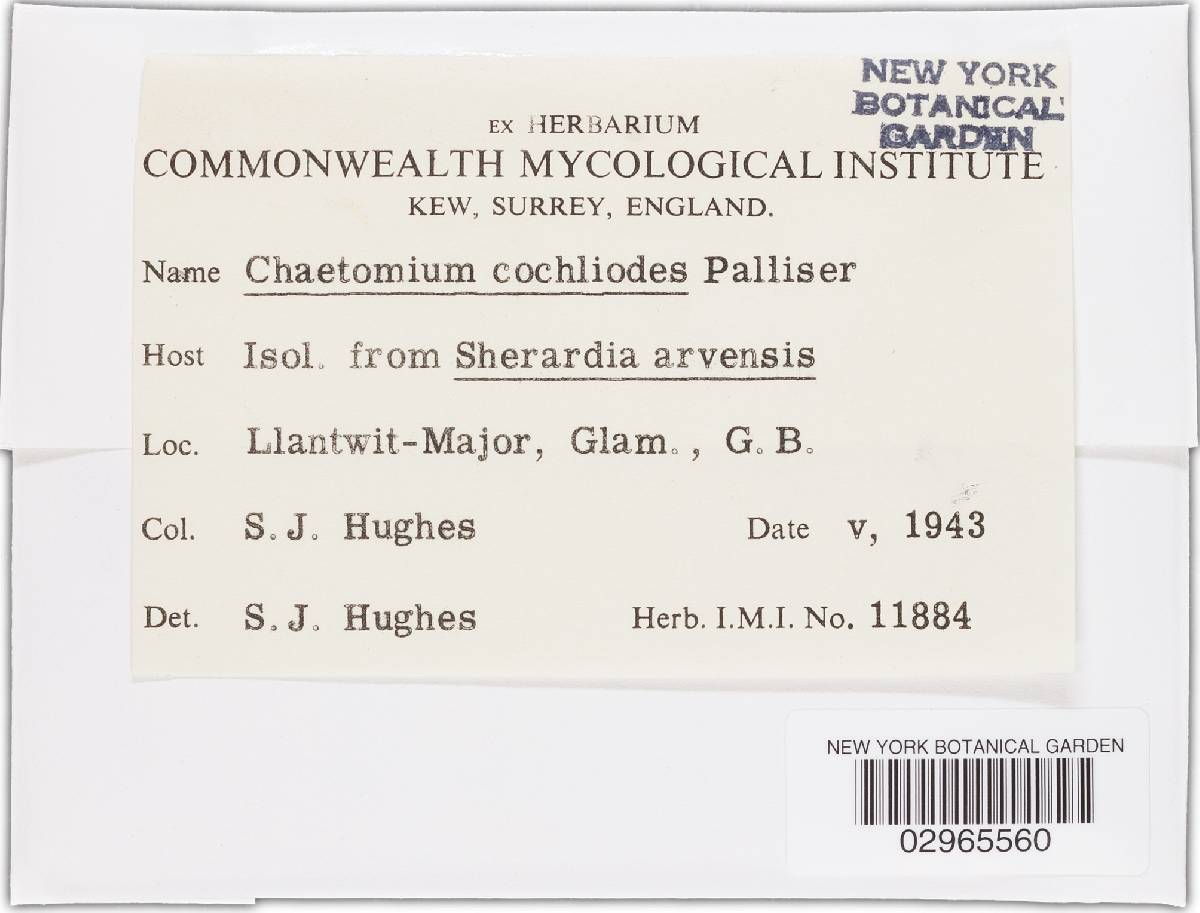 NEW YORK
BOTANICAL
GARDEN
EX HERBARIUM
COMMONWEALTH MYCOLOGICAL INSTITUTE
KEW, SURREY, ENGLAND.
Name Chaetomium cochliodes Palliser
Host Isol. from Sherardia arvensis
Loc. Llantwit-Major, Glam., G.B.
Col. S.J. Hughes Date v, 1943
Det. S.J. Hughes Herb. I.M.I. No. 11884
NEW YORK BOTANICAL GARDEN
02965560